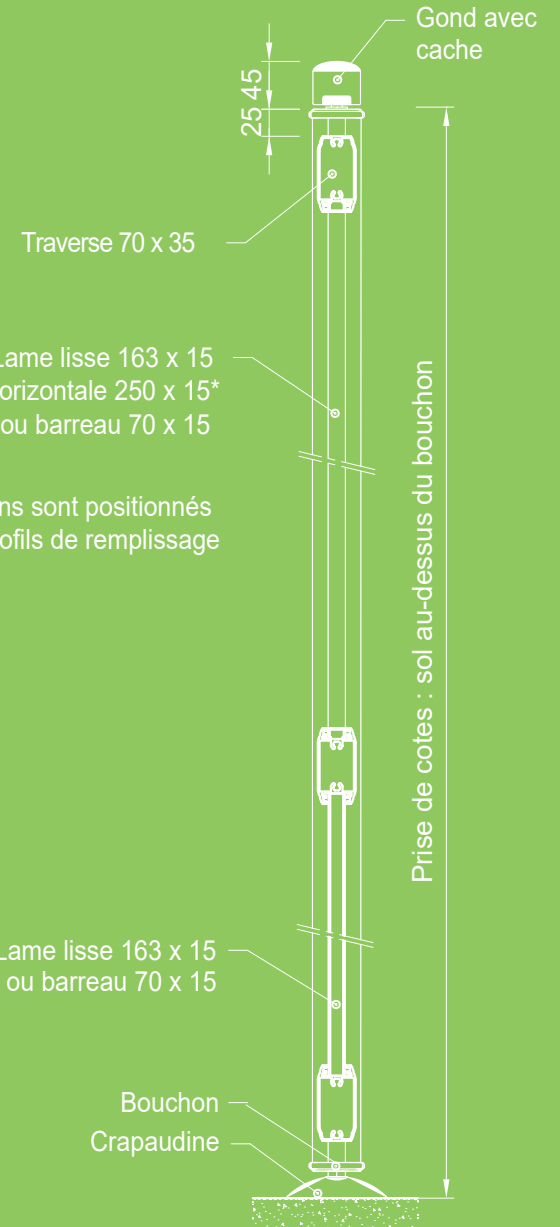 Gond avec
cache
25 45
Traverse 70 x 35
Lame lisse 163 x 15
orizontale 250 x 15*
ou barreau 70 x 15
ns sont positionnés
ofils de remplissage
Prise de cotes : sol au-dessus du bouchon
Lame lisse 163 x 15
ou barreau 70 x 15
Bouchon
Crapaudine